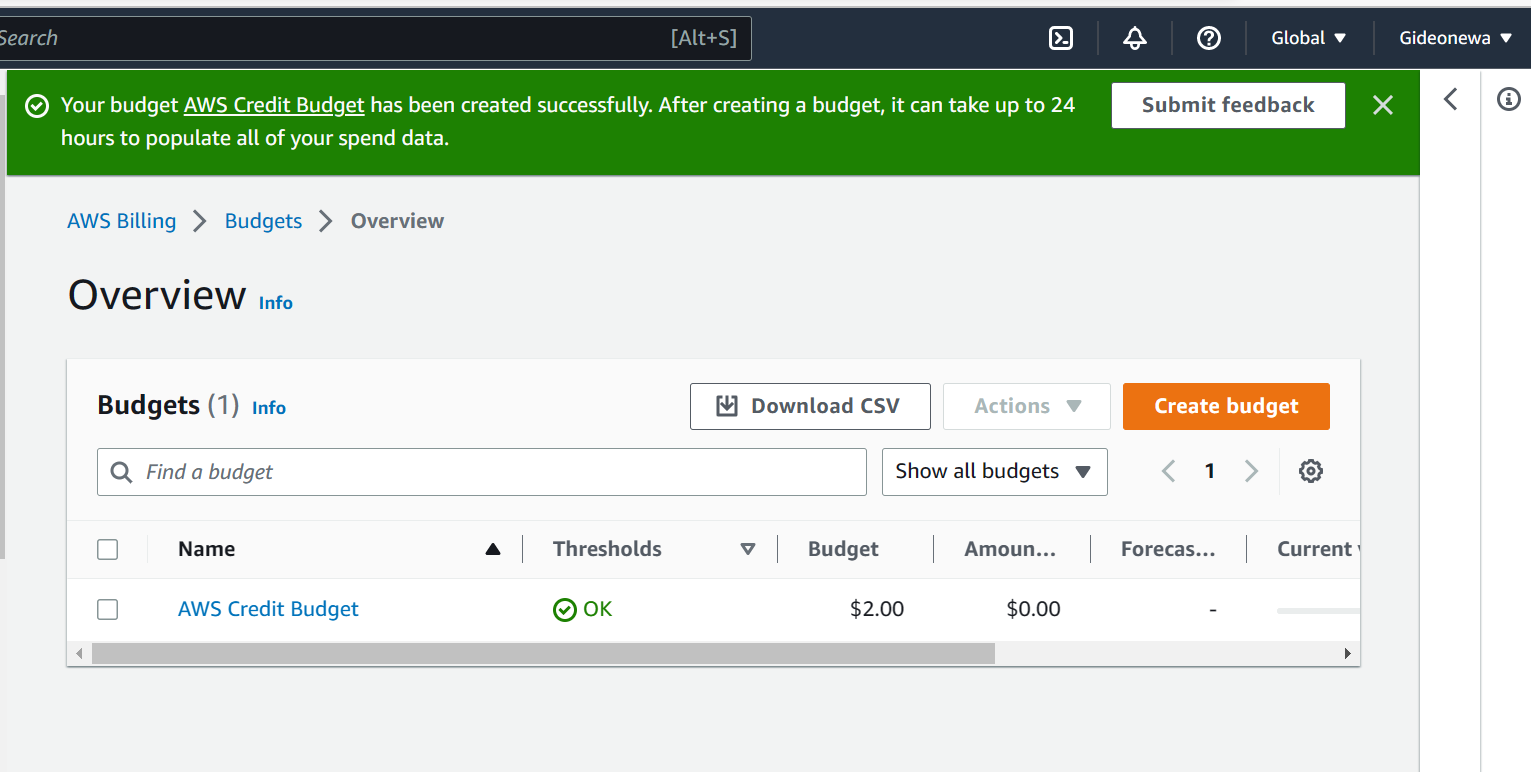 Search [Alt+S] Global Gideonewa
Your budget AWS Credit Budget has been created successfully. After creating a budget, it can take up to 24
hours to populate all of your spend data.
Submit feedback
AWS Billing Budgets Overview
Overview Info
Budgets (1) Info Download CSV Actions Create budget
Find a budget Show all budgets 1
Name Thresholds Budget Amoun... Forecas... Current
AWS Credit Budget OK $2.00 $0.00 -